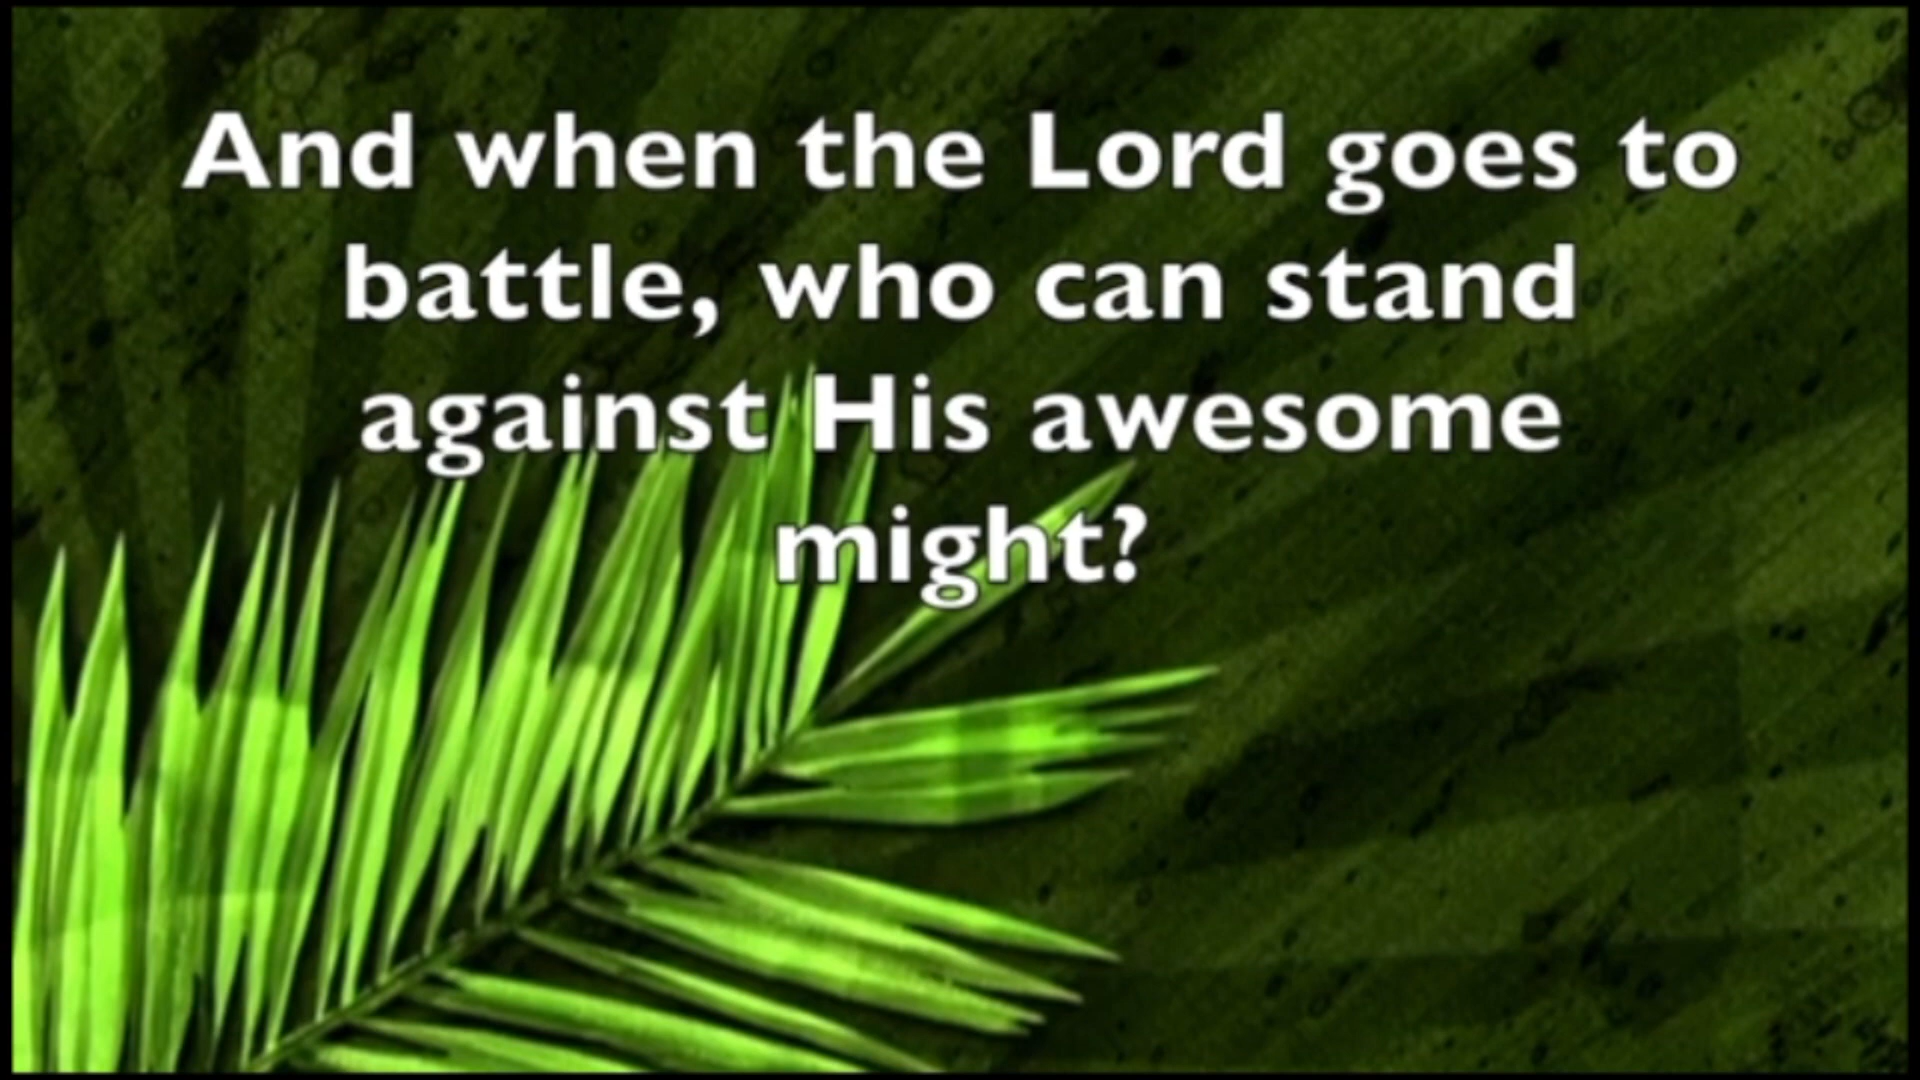 And when the Lord goes to
battle, who can stand
against His awesome
might?